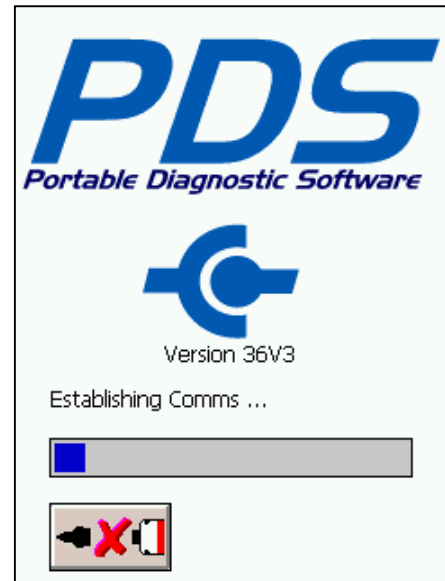 PDS
Portable Diagnostic Software
Version 36V3
Establishing Comms ...